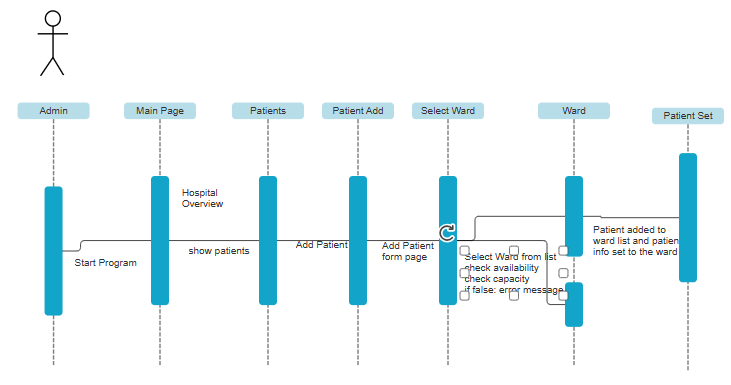 Admin
Main Page
Patients
Patient Add
Select Ward
Ward
Patient Set
Hospital
Overview
Start Program
show patients
Add Patient
Add Patient
form page
Select Ward from list
check availability
check capacity
if false: error message
Patient added to
ward list and patien
info set to the ward